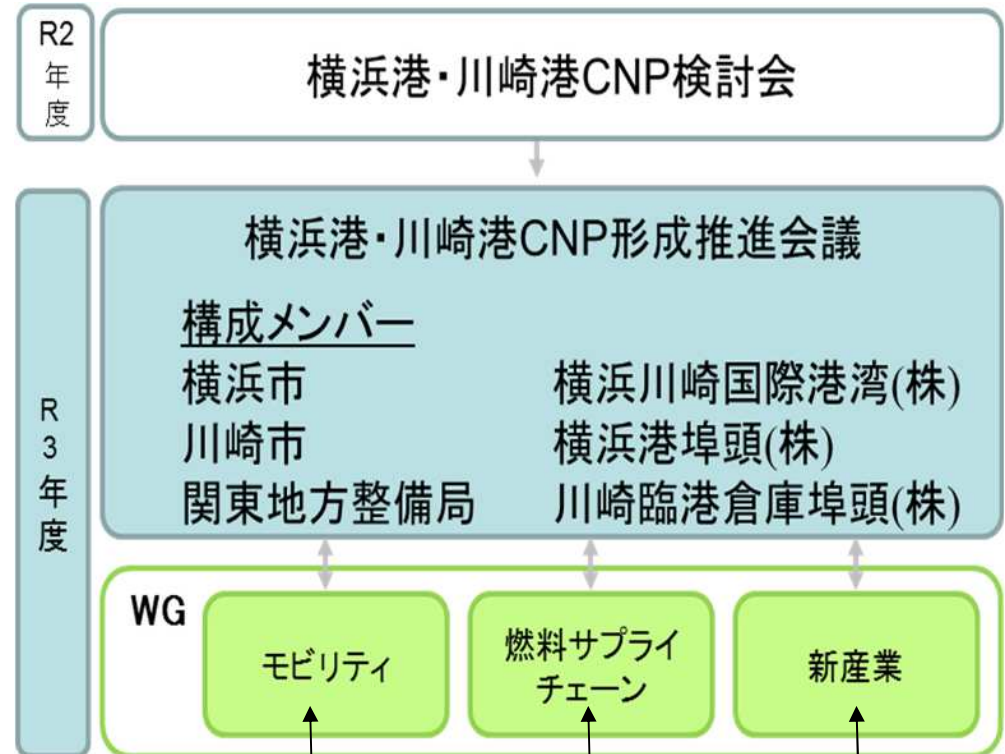 R2
年
度
横浜港・川崎港CNP検討会
R
3
年
度
横浜港・川崎港CNP形成推進会議
構成メンバー
横浜市
川崎市
関東地方整備局
横浜川崎国際港湾(株)
横浜港埠頭(株)
川崎臨港倉庫埠頭(株)
WG
モビリティ
燃料サプライ
チェーン
新産業